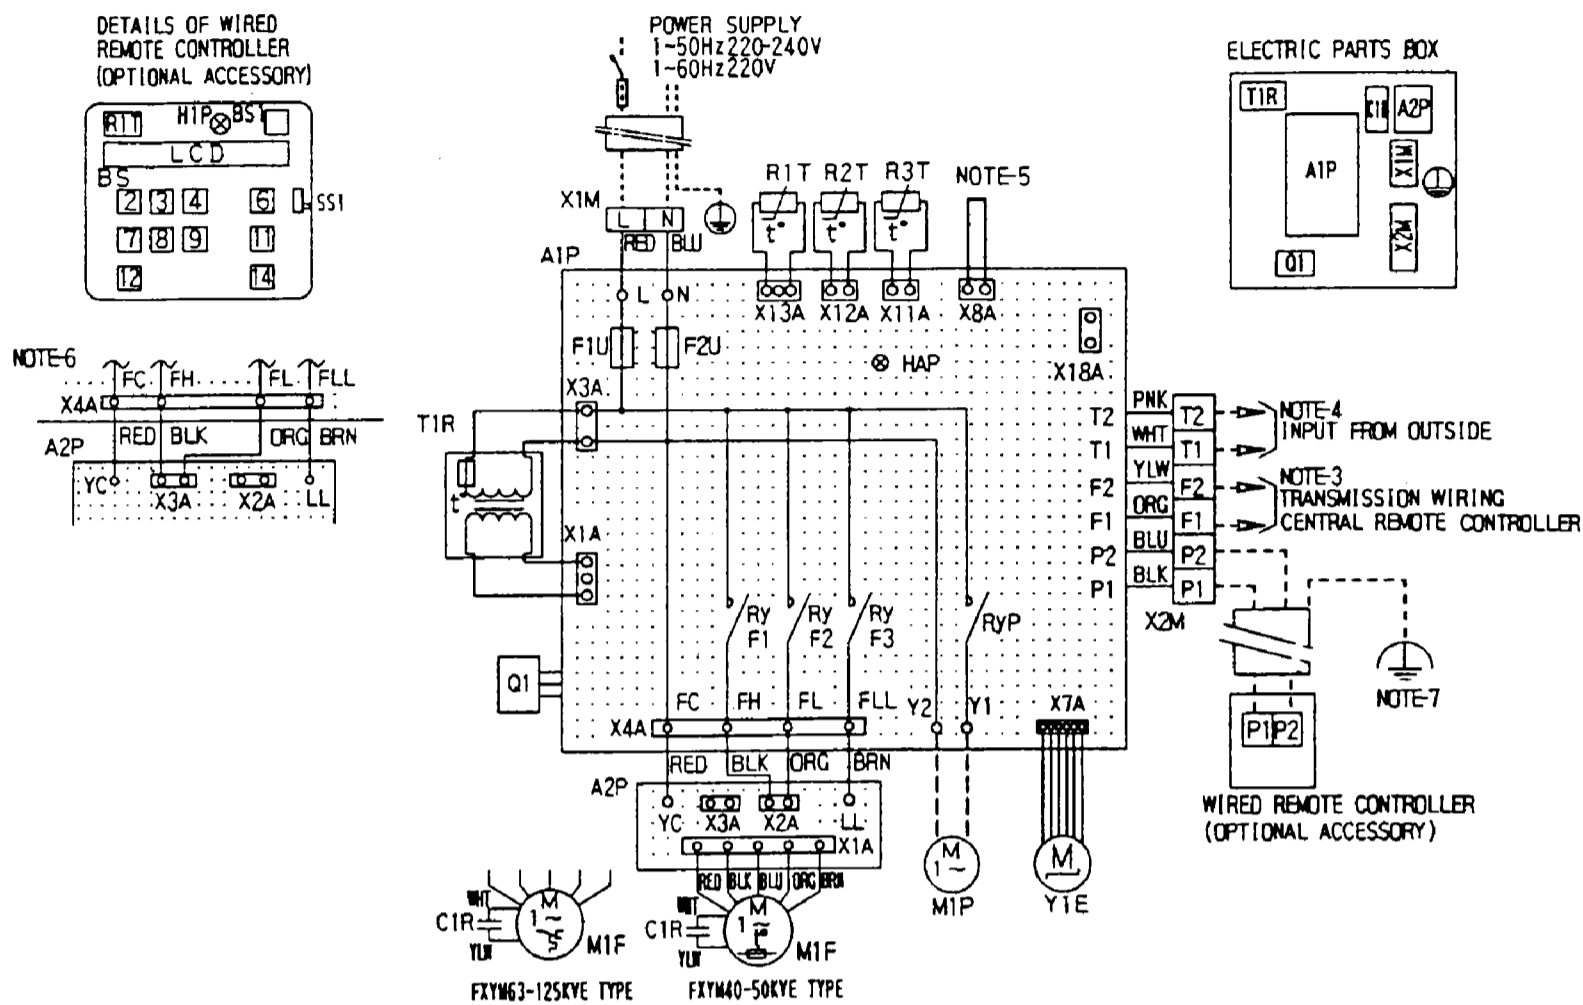 DETAILS OF WIRED
REMOTE CONTROLLER
(OPTIONAL ACCESSORY)
R1T H1P BS1
LCD
BS
2 3 4 6 SS1
7 8 9 11
12 14
POWER SUPPLY
1~50Hz220-240V
1~60Hz220V
ELECTRIC PARTS BOX
T1R A2P
A1P X1M
X2M
Q1
X1M L N
RED BLU
R1T R2T R3T NOTE-5
t° t° t°
A1P
L N
X13A X12A X11A X8A
F1U F2U
HAP
X18A
X3A
T1R
t°
X1A
NOTE-6
FC FH FL FLL
X4A
RED BLK ORG BRN
A2P
YC X3A X2A LL
T2 PNK T2 NOTE-4
T1 WHT T1 INPUT FROM OUTSIDE
F2 YLW F2 NOTE-3
TRANSMISSION WIRING
F1 ORG F1 CENTRAL REMOTE CONTROLLER
P2 BLU P2
P1 BLK P1
X2M
Ry F1 Ry F2 Ry F3 RyP
Q1
FC FH FL FLL Y2 Y1 X7A
X4A
RED BLK ORG BRN
A2P
YC X3A X2A LL
X1A
RED BLK BLU ORG BRN
NOTE-7
P1 P2
WIRED REMOTE CONTROLLER
(OPTIONAL ACCESSORY)
M
1~
M1P
M
Y1E
WHT
C1R
YLW
M
1~
M1F
FXYM63-125KVE TYPE
WHT
C1R
YLW
M
1~
M1F
FXYM40-50KVE TYPE